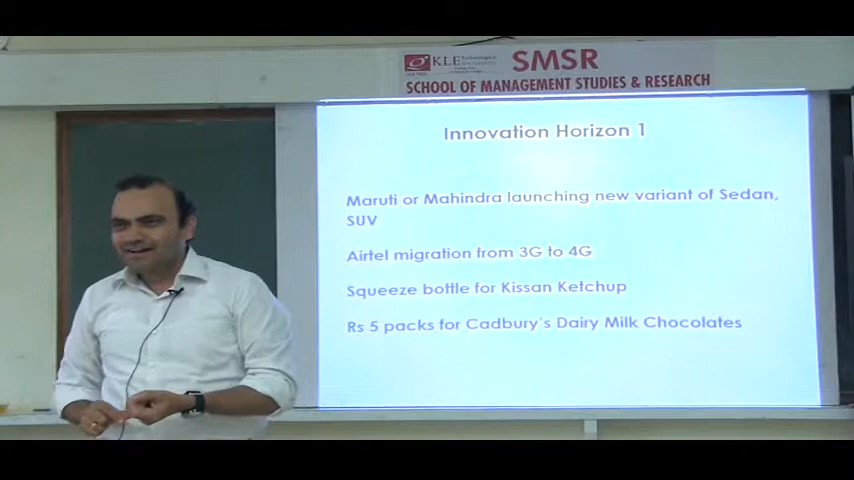 KLE Technological
SMSR
SCHOOL OF MANAGEMENT STUDIES & RESEARCH
Innovation Horizon 1
Maruti or Mahindra launching new variant of Sedan,
SUV
Airtel migration from 3G to 4G
Squeeze bottle for Kissan Ketchup
Rs 5 packs for Cadbury's Dairy Milk Chocolates